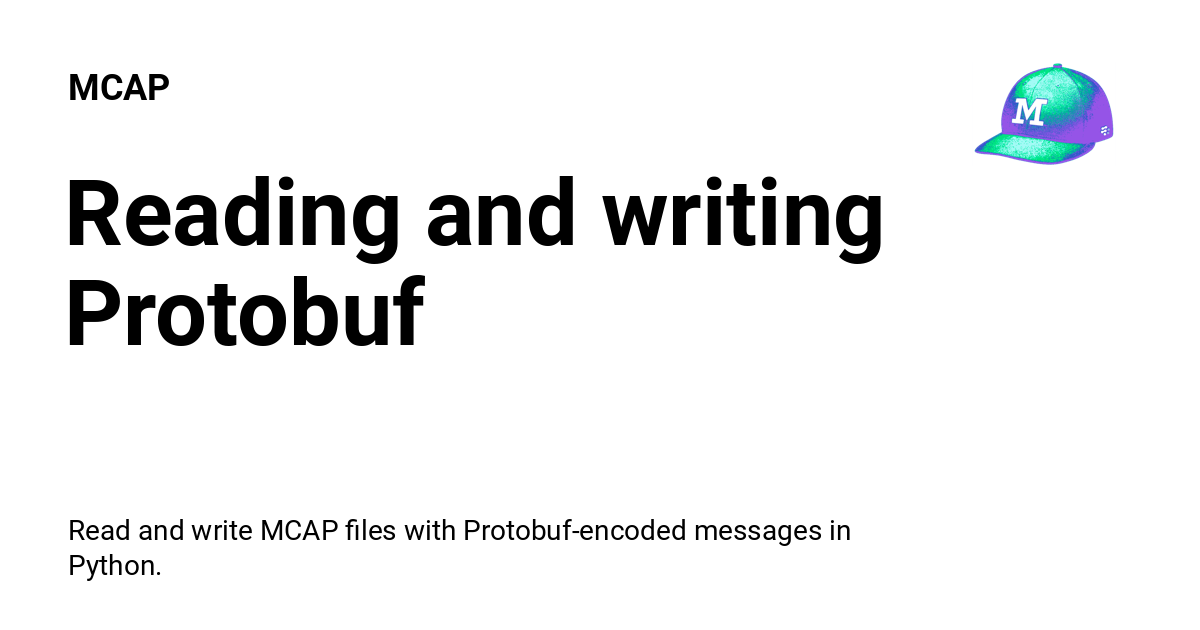 MCAP
M
Reading and writing
Protobuf
Read and write MCAP files with Protobuf-encoded messages in
Python.